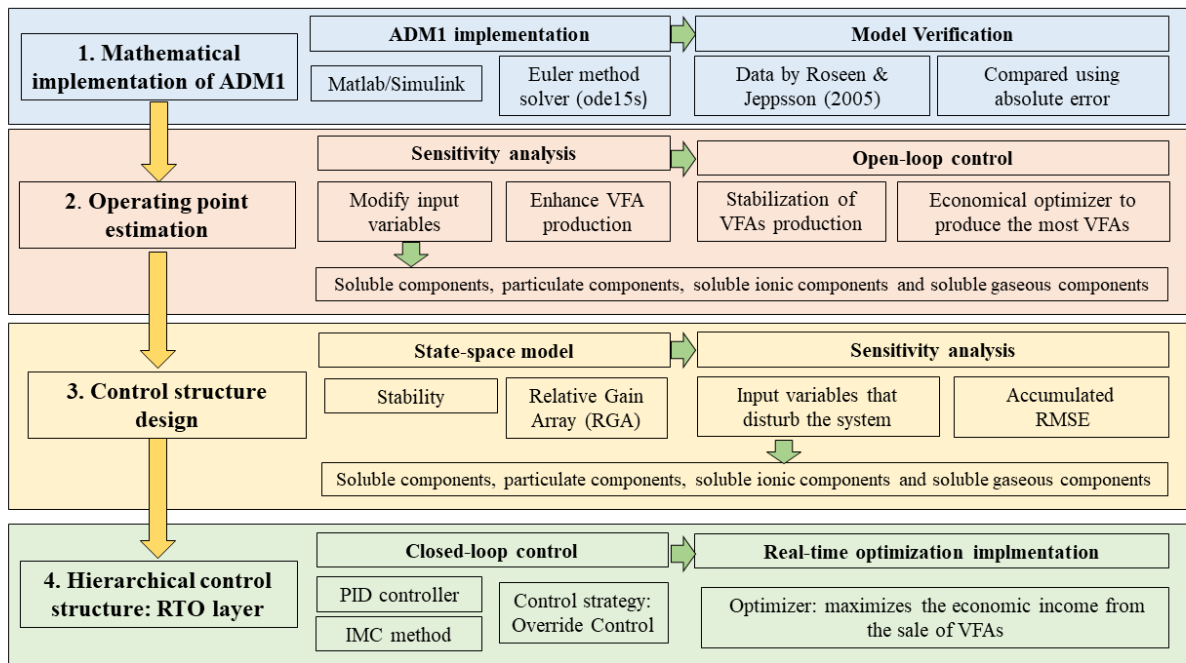 1. Mathematical
implementation of ADM1
ADM1 implementation
Matlab/Simulink
Euler method
solver (ode15s)
Model Verification
Data by Roseen &
Jeppsson (2005)
Compared using
absolute error
2. Operating point
estimation
Sensitivity analysis
Modify input
variables
Enhance VFA
production
Open-loop control
Stabilization of
VFAs production
Economical optimizer to
produce the most VFAs
Soluble components, particulate components, soluble ionic components and soluble gaseous components
3. Control structure
design
State-space model
Stability
Relative Gain
Array (RGA)
Sensitivity analysis
Input variables that
disturb the system
Accumulated
RMSE
Soluble components, particulate components, soluble ionic components and soluble gaseous components
4. Hierarchical control
structure: RTO layer
Closed-loop control
PID controller
IMC method
Control strategy:
Override Control
Real-time optimization implmentation
Optimizer: maximizes the economic income from
the sale of VFAs